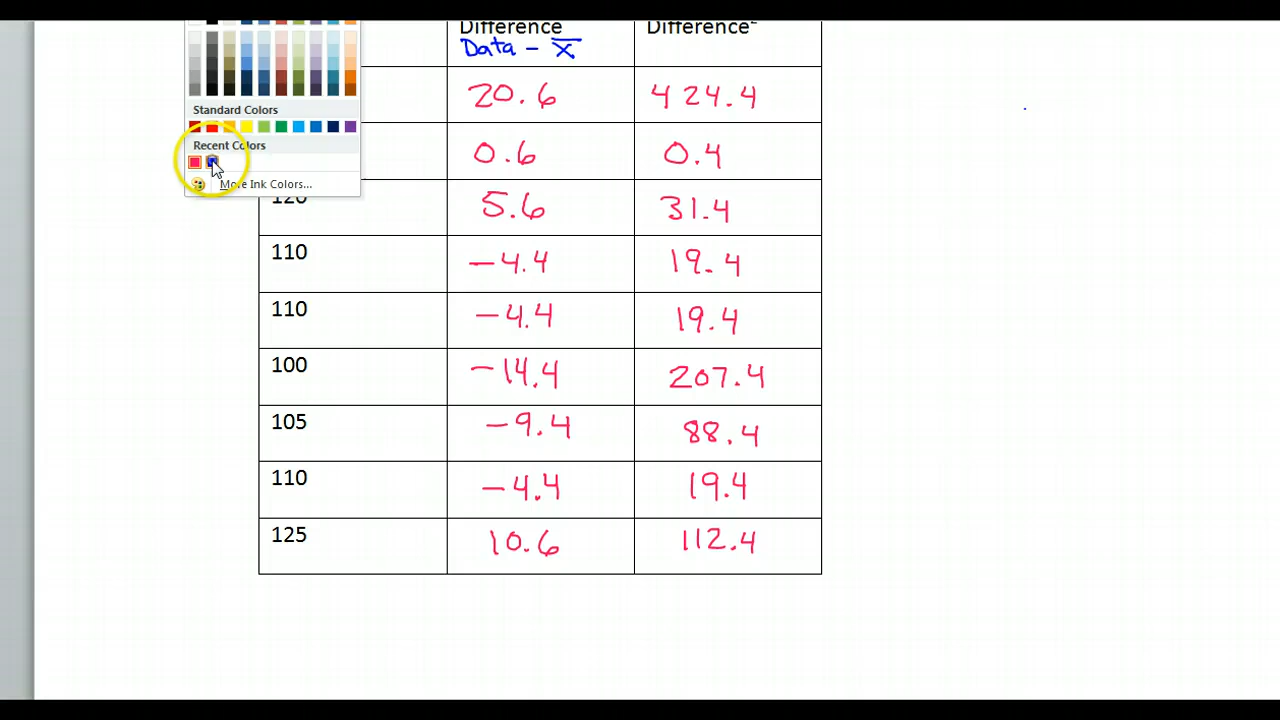 Difference Difference²
Data - x̄
Standard Colors
Recent Colors
More Ink Colors...
20.6 424.4
0.6 0.4
120 5.6 31.4
110 -4.4 19.4
110 -4.4 19.4
100 -14.4 207.4
105 -9.4 88.4
110 -4.4 19.4
125 10.6 112.4